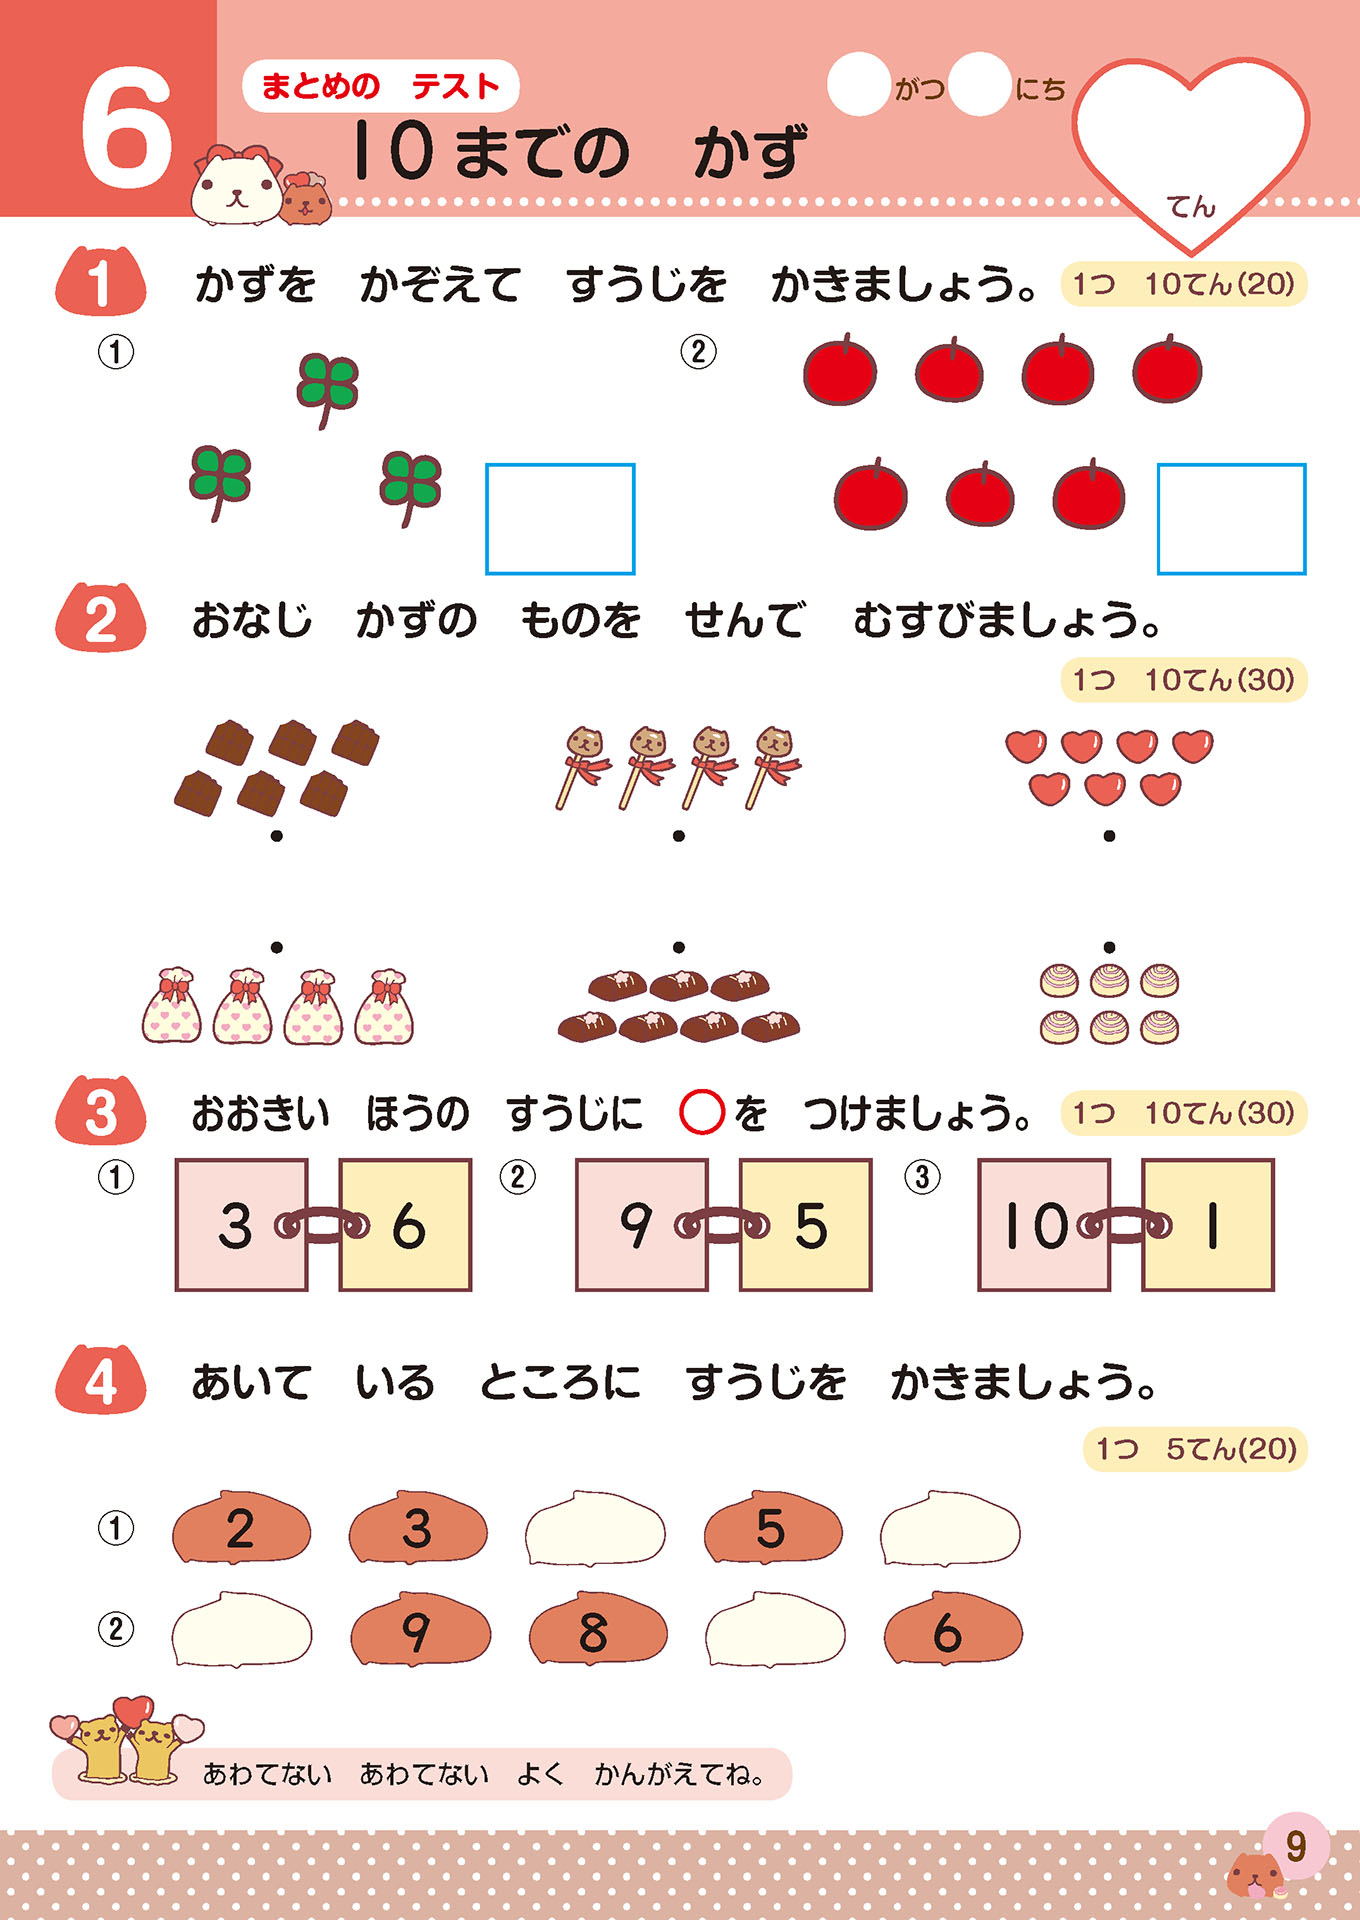 6
まとめの テスト
がつ にち
10までの かず
てん
1 かずを かぞえて すうじを かきましょう。 1つ 10てん(20)
① ②
2 おなじ かずの ものを せんで むすびましょう。
1つ 10てん(30)
3 おおきい ほうの すうじに ○を つけましょう。 1つ 10てん(30)
① 3 6 ② 9 5 ③ 10 1
4 あいて いる ところに すうじを かきましょう。
1つ 5てん(20)
① 2 3 5
② 9 8 6
あわてない あわてない よく かんがえてね。
9